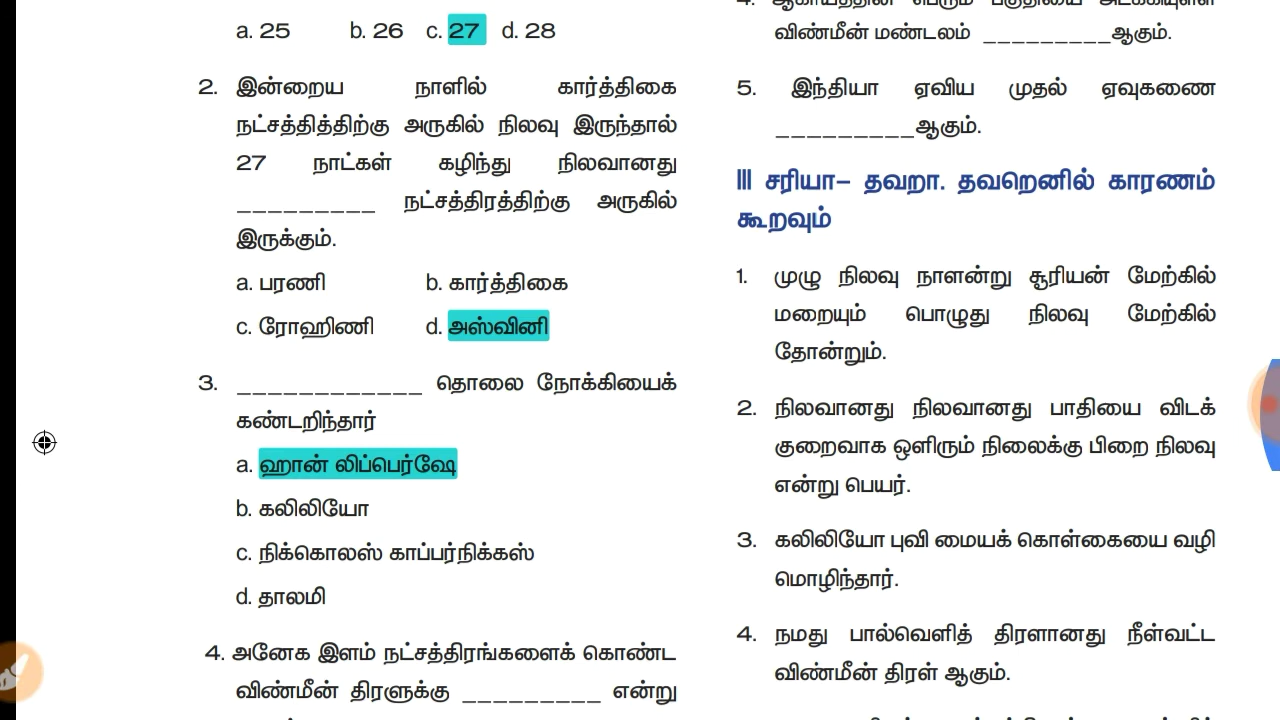 a. 25 b. 26 c. 27 d. 28
2. இன்றைய நாளில் கார்த்திகை
நட்சத்தித்திற்கு அருகில் நிலவு இருந்தால்
27 நாட்கள் கழிந்து நிலவானது
_________ நட்சத்திரத்திற்கு அருகில்
இருக்கும்.
a. பரணி b. கார்த்திகை
c. ரோஹிணி d. அஸ்வினி
3. ____________ தொலை நோக்கியைக்
கண்டறிந்தார்
a. ஹான் லிப்பெர்ஷே
b. கலிலியோ
c. நிக்கொலஸ் காப்பர்நிக்கஸ்
d. தாலமி
4. அனேக இளம் நட்சத்திரங்களைக் கொண்ட
விண்மீன் திரளுக்கு _________ என்று
விண்மீன் மண்டலம் _________ஆகும்.
5. இந்தியா ஏவிய முதல் ஏவுகணை
_________ஆகும்.
III சரியா– தவறா. தவறெனில் காரணம்
கூறவும்
1. முழு நிலவு நாளன்று சூரியன் மேற்கில்
மறையும் பொழுது நிலவு மேற்கில்
தோன்றும்.
2. நிலவானது நிலவானது பாதியை விடக்
குறைவாக ஒளிரும் நிலைக்கு பிறை நிலவு
என்று பெயர்.
3. கலிலியோ புவி மையக் கொள்கையை வழி
மொழிந்தார்.
4. நமது பால்வெளித் திரளானது நீள்வட்ட
விண்மீன் திரள் ஆகும்.